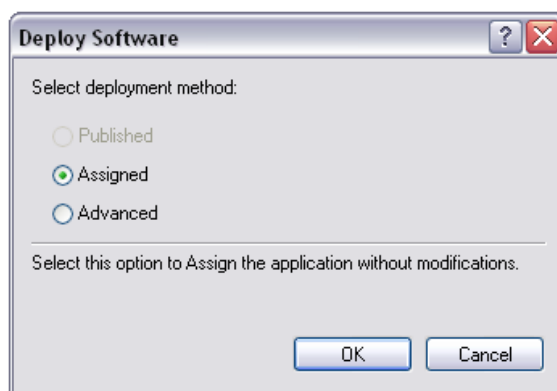 Deploy Software
Select deployment method:
Published
Assigned
Advanced
Select this option to Assign the application without modifications.
OK Cancel